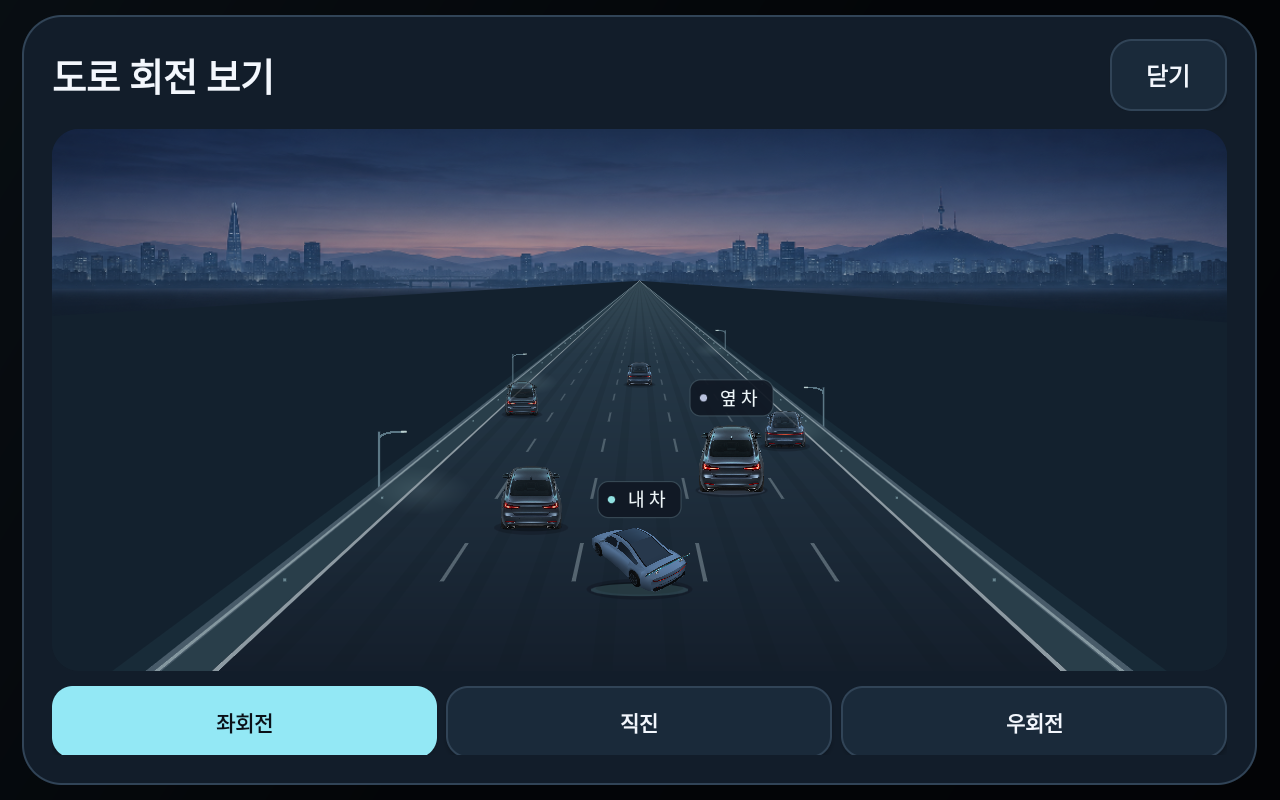 도로 회전 보기
닫기
옆 차
내 차
좌회전
직진
우회전